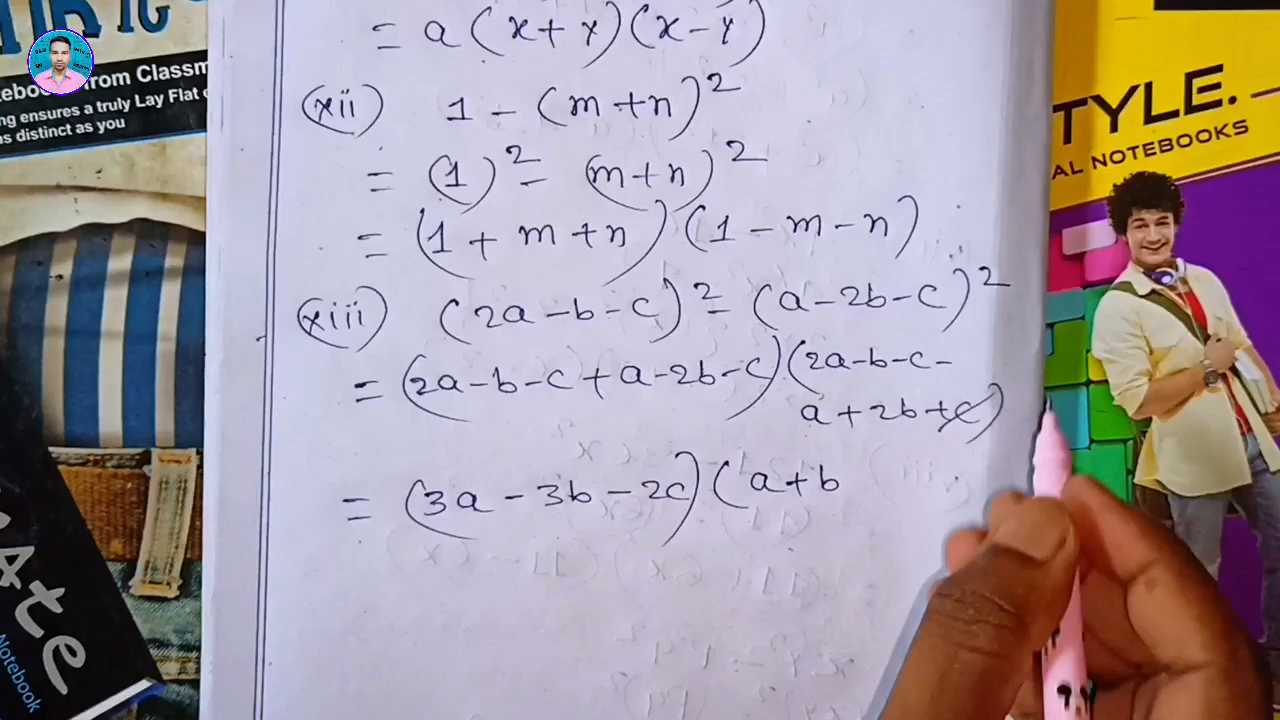 = a (x+y)(x-y)
(xii) 1 - (m+n)²
= (1)² - (m+n)²
= (1 + m + n) (1 - m - n)
(xiii) (2a - b - c)² - (a - 2b - c)²
= (2a - b - c + a - 2b - c) (2a - b - c -
a + 2b + c)
= (3a - 3b - 2c) (a + b
from Classm
ng ensures a truly Lay Flat
as distinct as you
TYLE.
AL NOTEBOOKS
ate
Notebook